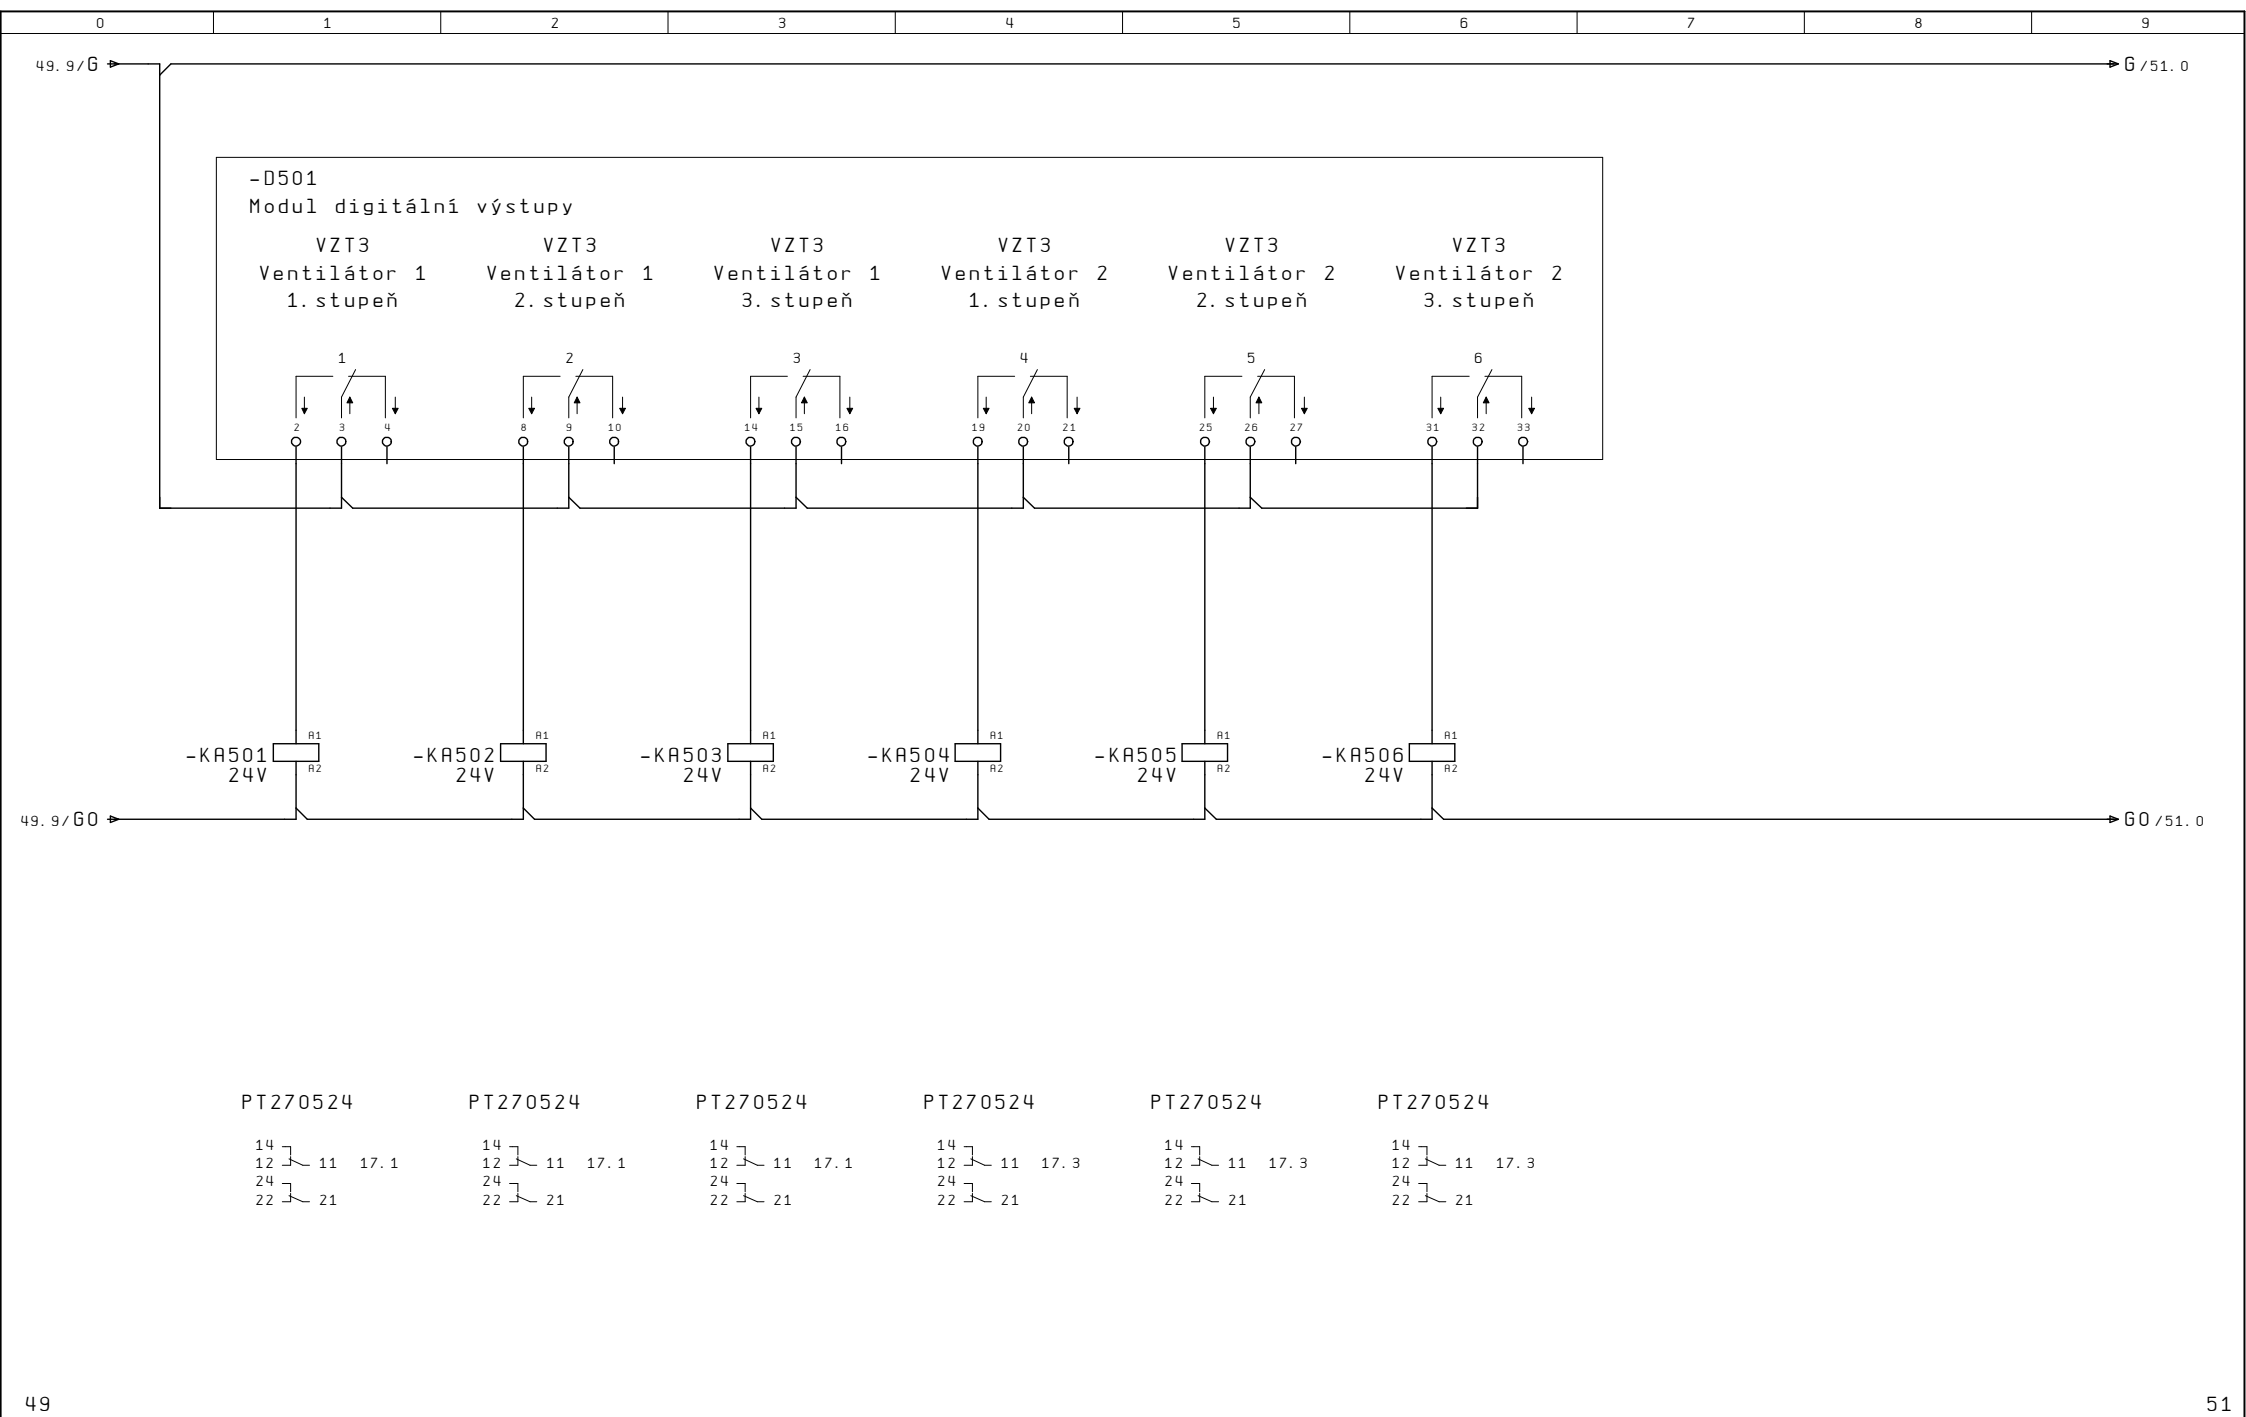 0 1 2 3 4 5 6 7 8 9
49.9/G G/51.0
-D501
Modul digitální výstupy
VZT3 VZT3 VZT3 VZT3 VZT3 VZT3
Ventilátor 1 Ventilátor 1 Ventilátor 1 Ventilátor 2 Ventilátor 2 Ventilátor 2
1.stupeň 2.stupeň 3.stupeň 1.stupeň 2.stupeň 3.stupeň
1 2 3 4 5 6
2 3 4 8 9 10 14 15 16 19 20 21 25 26 27 31 32 33
A1 A1 A1 A1 A1 A1
-KA501 -KA502 -KA503 -KA504 -KA505 -KA506
A2 A2 A2 A2 A2 A2
24V 24V 24V 24V 24V 24V
49.9/G0 G0/51.0
PT270524 PT270524 PT270524 PT270524 PT270524 PT270524
14 14 14 14 14 14
12 11 17.1 12 11 17.1 12 11 17.1 12 11 17.3 12 11 17.3 12 11 17.3
24 24 24 24 24 24
22 21 22 21 22 21 22 21 22 21 22 21
49 51